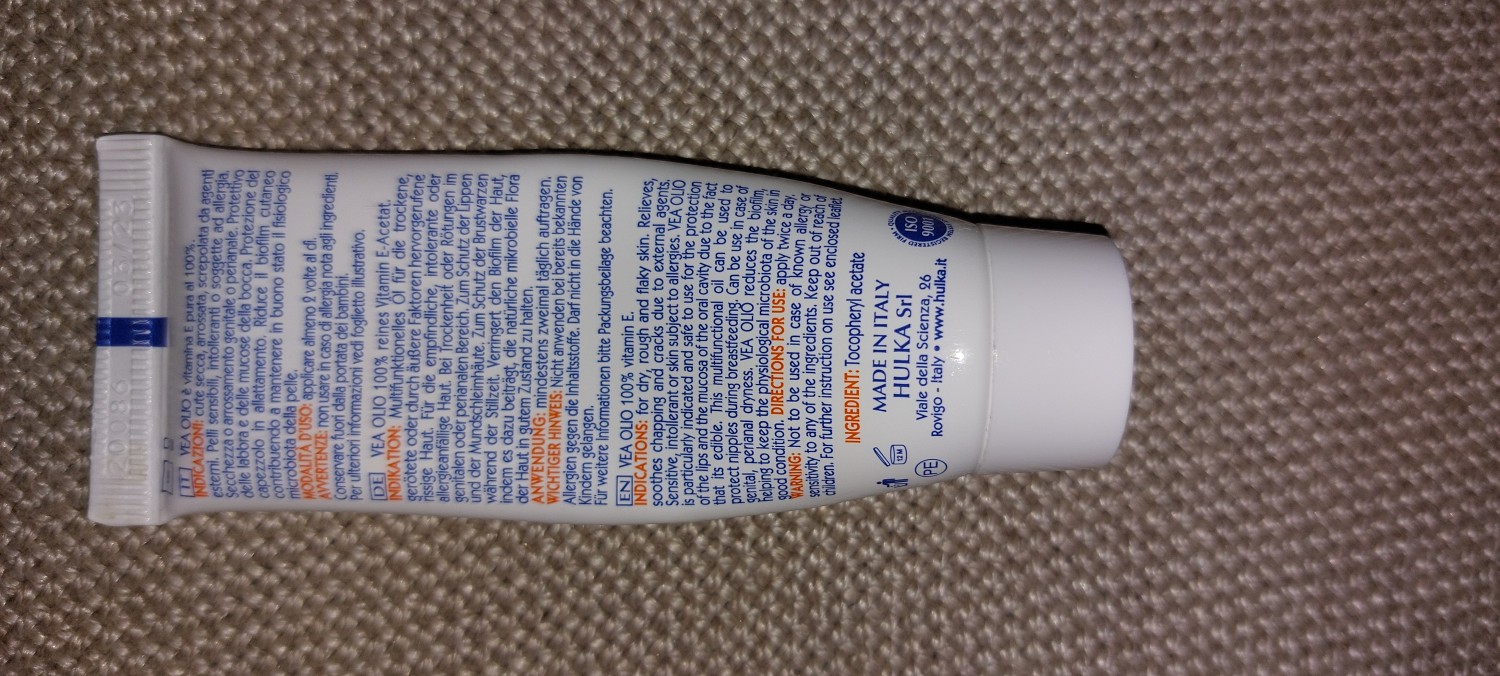 IT VEA OLIO è vitamina E pura al 100%.
INDICAZIONI: cute secca, arrossata, screpolata da agenti
esterni. Pelli sensibili, intolleranti o soggette ad allergia.
Secchezza o arrossamento genitale o perianale. Protettivo
delle labbra e delle mucose della bocca. Protezione del
capezzolo in allattamento. Riduce il biofilm cutaneo
contribuendo a mantenere in buono stato il fisiologico
microbiota della pelle.
MODALITÀ D'USO: applicare almeno 2 volte al dì.
AVVERTENZE: non usare in caso di allergia nota agli ingredienti.
Conservare fuori dalla portata dei bambini.
Per ulteriori informazioni vedi foglietto illustrativo.
DE VEA OLIO 100% reines Vitamin E-Acetat.
INDIKATION: Multifunktionelles Öl für die trockene,
gerötete oder durch äußere Faktoren hervorgerufene
rissige Haut. Für die empfindliche, intolerante oder
allergieanfällige Haut. Bei Trockenheit oder Rötungen im
genitalen oder perianalen Bereich. Zum Schutz der Lippen
und der Mundschleimhäute. Zum Schutz der Brustwarzen
während der Stillzeit. Verringert den Biofilm der Haut,
indem es dazu beiträgt, die natürliche mikrobielle Flora
der Haut in gutem Zustand zu halten.
ANWENDUNG: mindestens zweimal täglich auftragen.
WICHTIGER HINWEIS: Nicht anwenden bei bereits bekannten
Allergien gegen die Inhaltsstoffe. Darf nicht in die Hände von
Kindern gelangen.
Für weitere Informationen bitte Packungsbeilage beachten.
EN VEA OLIO 100% vitamin E.
INDICATIONS: for dry, rough and flaky skin. Relieves,
soothes chapping and cracks due to external agents.
Sensitive, intolerant or skin subject to allergies. VEA OLIO
is particularly indicated and safe to use for the protection
of the lips and the mucosa of the oral cavity due to the fact
that is edible. This multifunctional oil can be used to
protect nipples during breastfeeding. Can be use in case of
genital, perianal dryness. VEA OLIO reduces the biofilm,
helping to keep the physiological microbiota of the skin in
good condition. DIRECTIONS FOR USE: apply twice a day.
WARNING: Not to be used in case of known allergy or
sensitivity to any of the ingredients. Keep out of reach of
children. For further instruction on use see enclosed leaflet.
INGREDIENT: Tocopheryl acetate
MADE IN ITALY
HULKA Srl
Viale della Scienza, 26
Rovigo - Italy • www.hulka.it
12 M
PE
ISO
9001